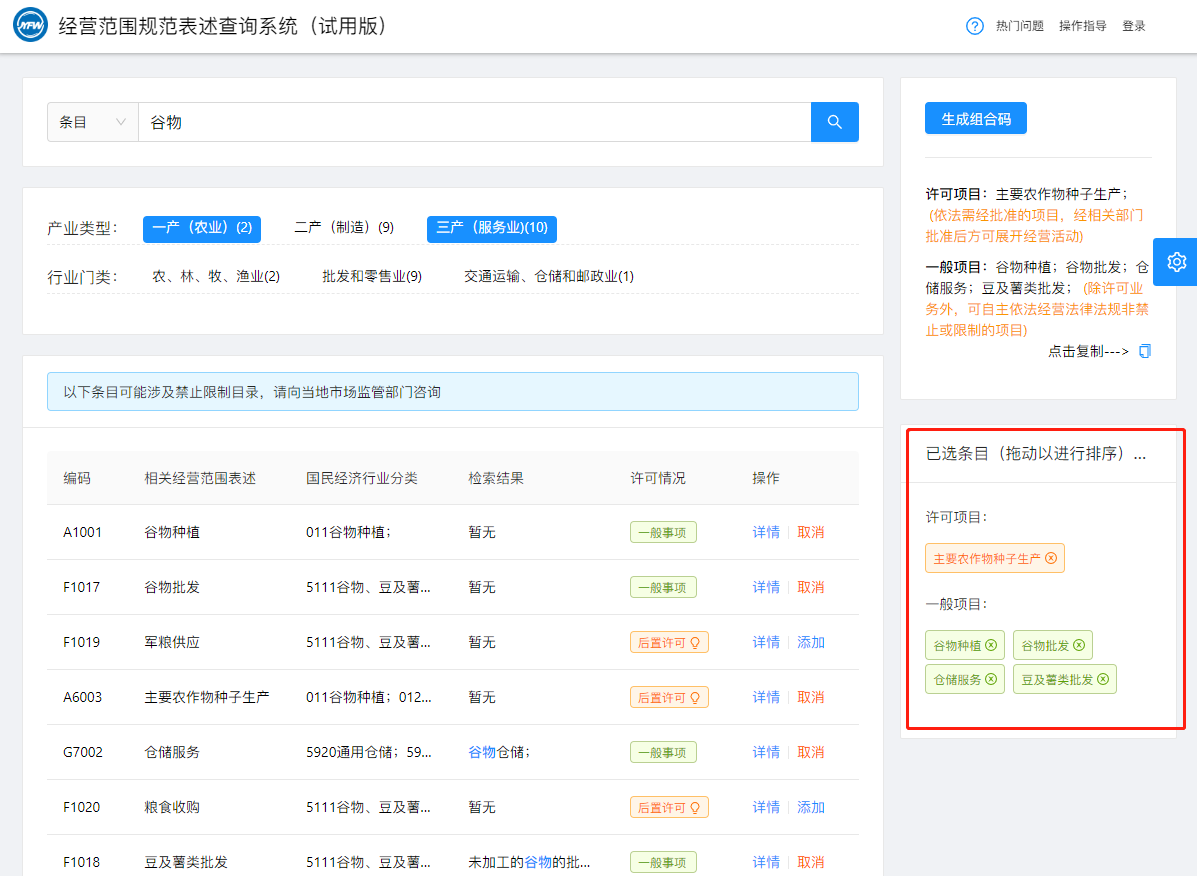 JYFW
经营范围规范表述查询系统（试用版）
热门问题 操作指导 登录
条目 谷物
产业类型： 一产（农业）(2) 二产（制造）(9) 三产（服务业)(10)
行业门类： 农、林、牧、渔业(2) 批发和零售业(9) 交通运输、仓储和邮政业(1)
以下条目可能涉及禁止限制目录，请向当地市场监管部门咨询
编码 相关经营范围表述 国民经济行业分类 检索结果 许可情况 操作
A1001 谷物种植 011谷物种植； 暂无 一般事项 详情 取消
F1017 谷物批发 5111谷物、豆及薯... 暂无 一般事项 详情 取消
F1019 军粮供应 5111谷物、豆及薯... 暂无 后置许可 详情 添加
A6003 主要农作物种子生产 011谷物种植；012... 暂无 后置许可 详情 取消
G7002 仓储服务 5920通用仓储；59... 谷物仓储； 一般事项 详情 取消
F1020 粮食收购 5111谷物、豆及薯... 暂无 后置许可 详情 添加
F1018 豆及薯类批发 5111谷物、豆及薯... 未加工的谷物的批... 一般事项 详情 取消
生成组合码
许可项目：主要农作物种子生产；
(依法需经批准的项目，经相关部门
批准后方可展开经营活动)
一般项目：谷物种植；谷物批发；仓
储服务；豆及薯类批发；(除许可业
务外，可自主依法经营法律法规非禁
止或限制的项目)
点击复制--->
已选条目（拖动以进行排序）...
许可项目：
主要农作物种子生产
一般项目：
谷物种植 谷物批发
仓储服务 豆及薯类批发